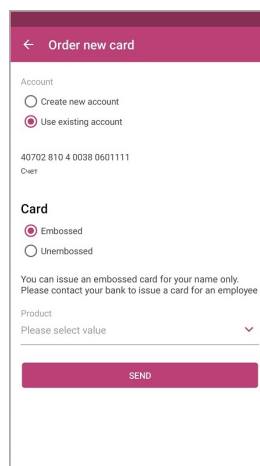 Order new card
Account
Create new account
Use existing account
40702 810 4 0038 0601111
Счет
Card
Embossed
Unembossed
You can issue an embossed card for your name only.
Please contact your bank to issue a card for an employee
Product
Please select value
SEND